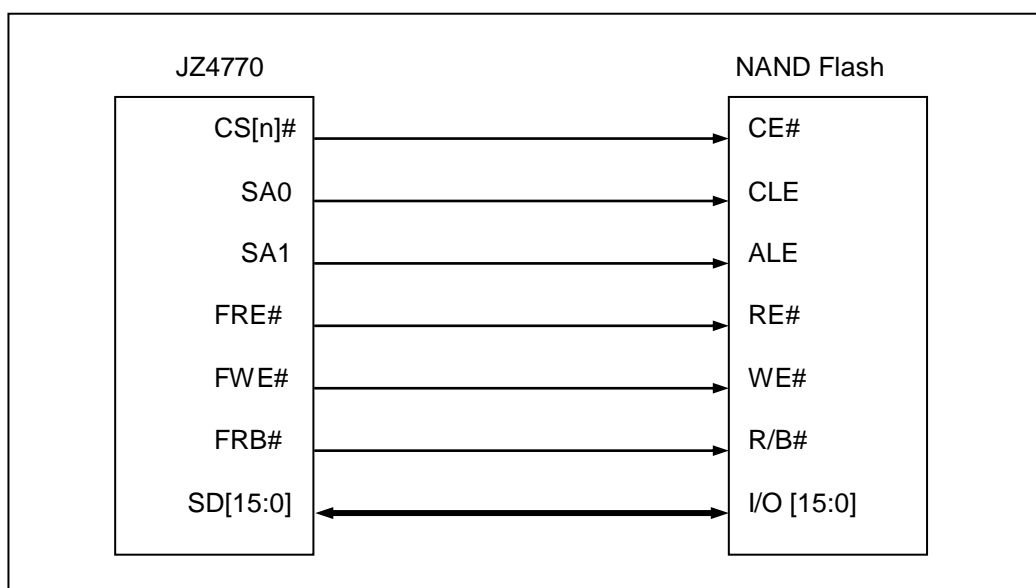 JZ4770 NAND Flash
CS[n]# CE#
SA0 CLE
SA1 ALE
FRE# RE#
FWE# WE#
FRB# R/B#
SD[15:0] I/O [15:0]